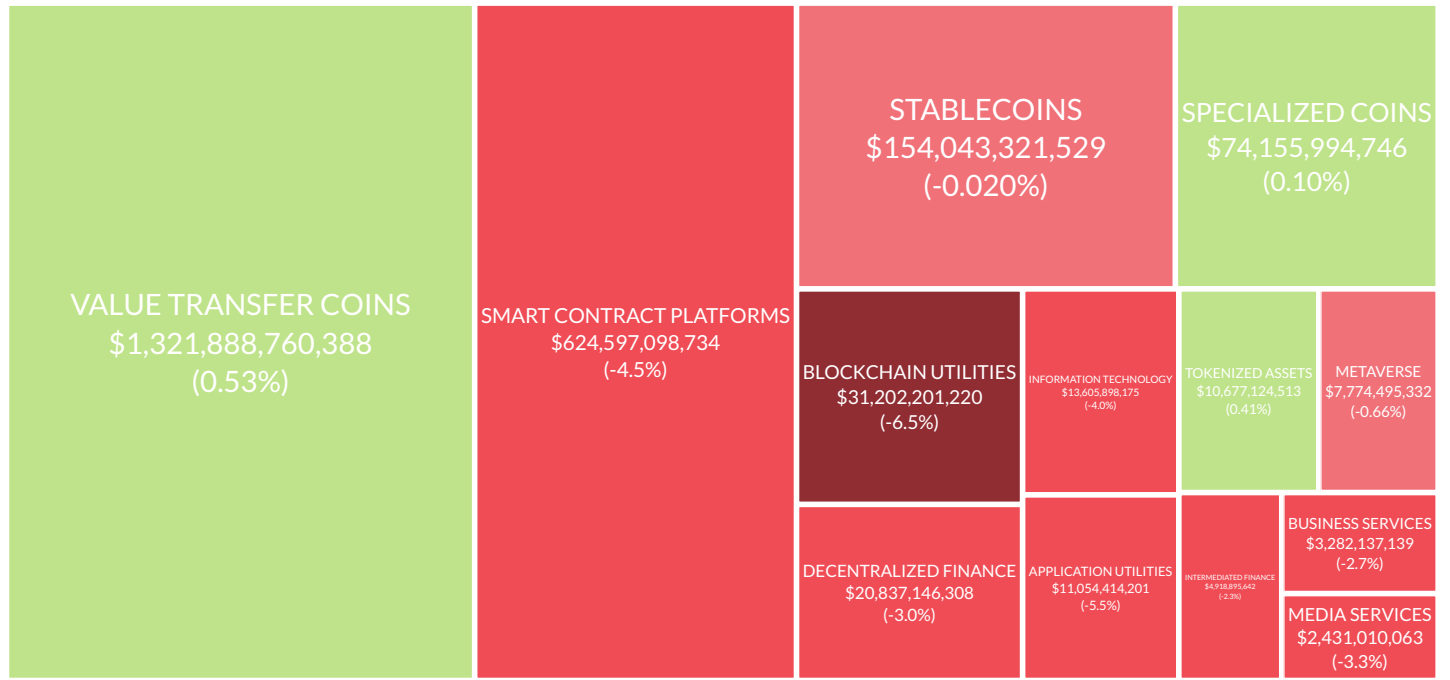 VALUE TRANSFER COINS
$1,321,888,760,388
(0.53%)
SMART CONTRACT PLATFORMS
$624,597,098,734
(-4.5%)
STABLECOINS
$154,043,321,529
(-0.020%)
SPECIALIZED COINS
$74,155,994,746
(0.10%)
BLOCKCHAIN UTILITIES
$31,202,201,220
(-6.5%)
DECENTRALIZED FINANCE
$20,837,146,308
(-3.0%)
INFORMATION TECHNOLOGY
$13,605,898,175
(-4.0%)
APPLICATION UTILITIES
$11,054,414,201
(-5.5%)
TOKENIZED ASSETS
$10,677,124,513
(0.41%)
METAVERSE
$7,774,495,332
(-0.66%)
INTERMEDIATED FINANCE
$4,918,895,642
(-2.3%)
BUSINESS SERVICES
$3,282,137,139
(-2.7%)
MEDIA SERVICES
$2,431,010,063
(-3.3%)